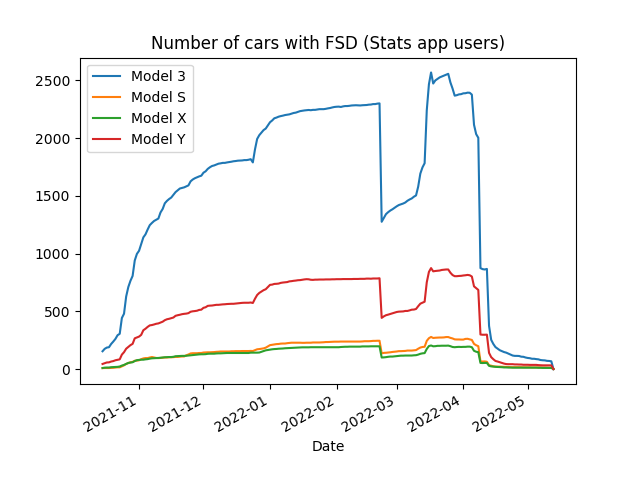 Number of cars with FSD (Stats app users)
Model 3
Model S
Model X
Model Y
2500
2000
1500
1000
500
0
2021-11
2021-12
2022-01
2022-02
2022-03
2022-04
2022-05
Date